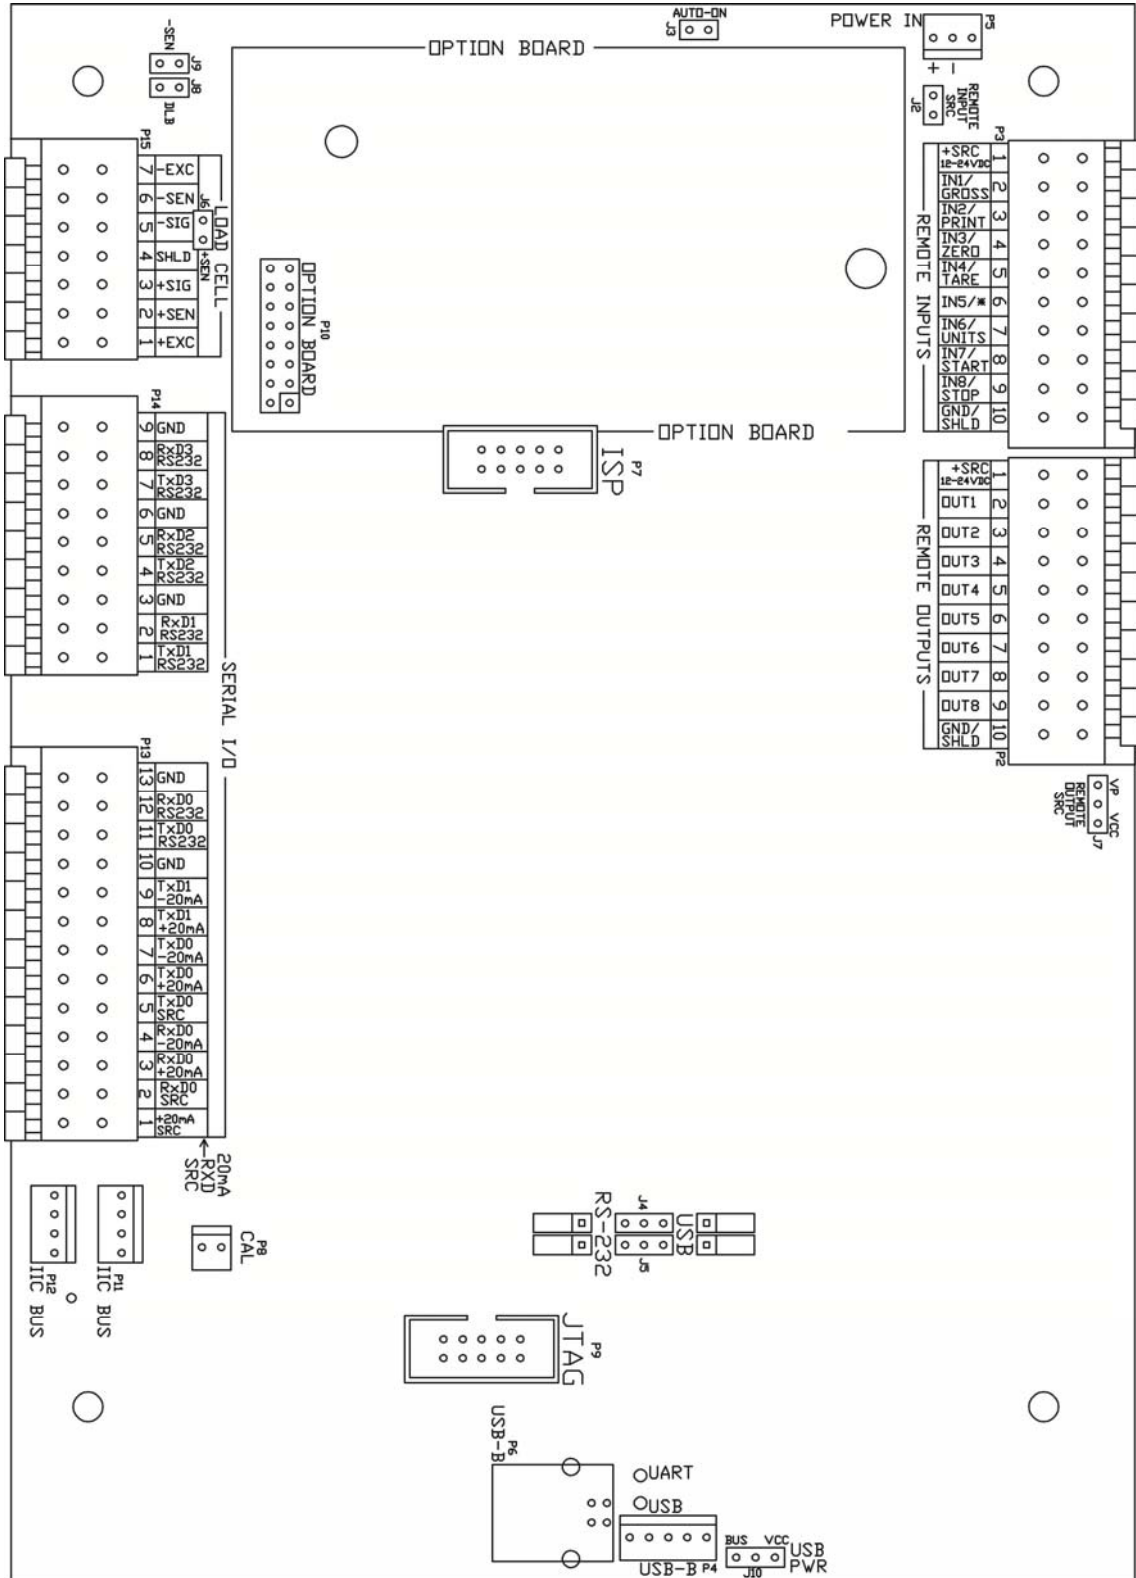 AUTO-ON
J3
POWER IN
P5
+ -
-SEN
J9
J8
DLB
OPTION BOARD
J2
REMOTE
INPUT
SRC
P15
7 -EXC
6 -SEN
5 -SIG
4 SHLD
3 +SIG
2 +SEN
1 +EXC
LOAD CELL
J6
+SEN
P10
OPTION BOARD
OPTION BOARD
P3
REMOTE INPUTS
+SRC
12-24VDC 1
IN1/
GROSS 2
IN2/
PRINT 3
IN3/
ZERO 4
IN4/
TARE 5
IN5/* 6
IN6/
UNITS 7
IN7/
START 8
IN8/
STOP 9
GND/
SHLD 10
P7
ISP
P14
9 GND
8 RxD3
RS232
7 TxD3
RS232
6 GND
5 RxD2
RS232
4 TxD2
RS232
3 GND
2 RxD1
RS232
1 TxD1
RS232
SERIAL I/O
REMOTE OUTPUTS
+SRC
12-24VDC 1
OUT1 2
OUT2 3
OUT3 4
OUT4 5
OUT5 6
OUT6 7
OUT7 8
OUT8 9
GND/
SHLD 10
P2
VP VCC
REMOTE
OUTPUT
SRC
J7
P13
13 GND
12 RxD0
RS232
11 TxD0
RS232
10 GND
9 TxD1
-20mA
8 TxD1
+20mA
7 TxD0
-20mA
6 TxD0
+20mA
5 TxD0
SRC
4 RxD0
-20mA
3 RxD0
+20mA
2 RxD0
SRC
1 +20mA
SRC
20mA
RXD
SRC
P12
IIC BUS
P11
IIC BUS
P8
CAL
RS-232
J4
J5
USB
P9
JTAG
P6
USB-B
UART
USB
USB-B P4
BUS VCC
J10
USB
PWR